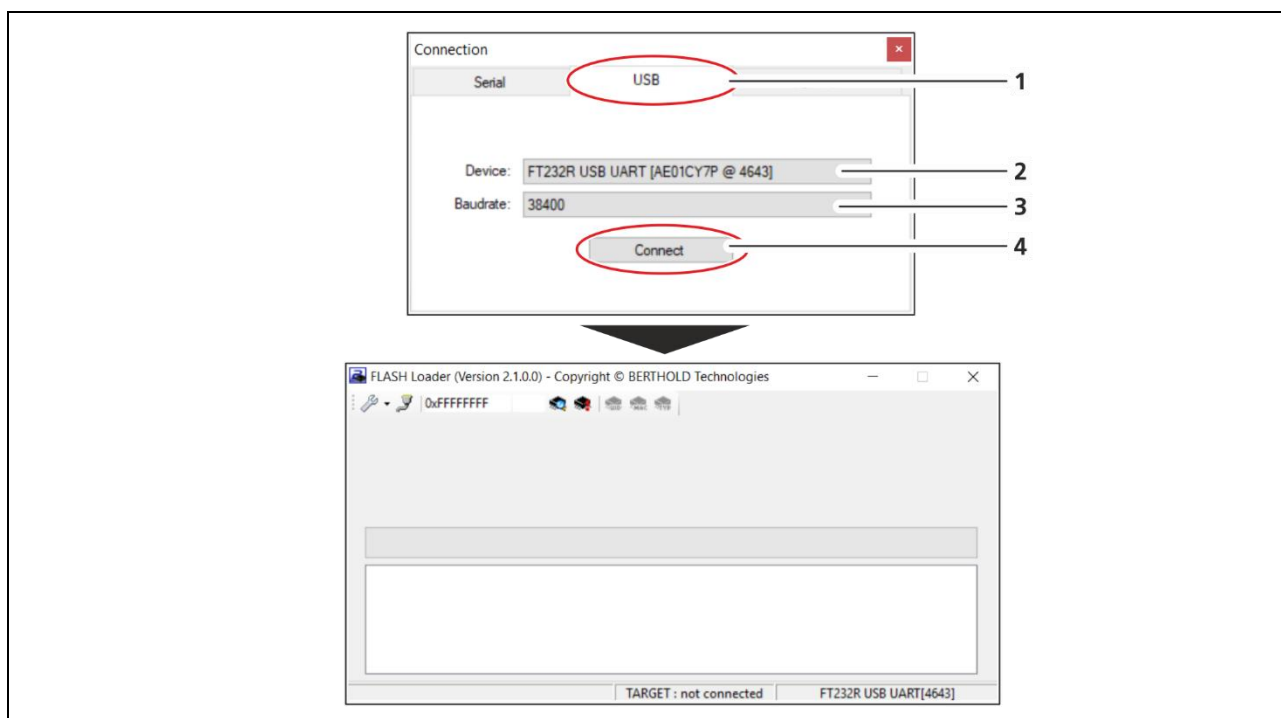 Connection
Serial
USB
1
Device:
FT232R USB UART [AE01CY7P @ 4643]
2
Baudrate:
38400
3
Connect
4
FLASH Loader (Version 2.1.0.0) - Copyright © BERTHOLD Technologies
0xFFFFFFFF
TARGET : not connected
FT232R USB UART[4643]